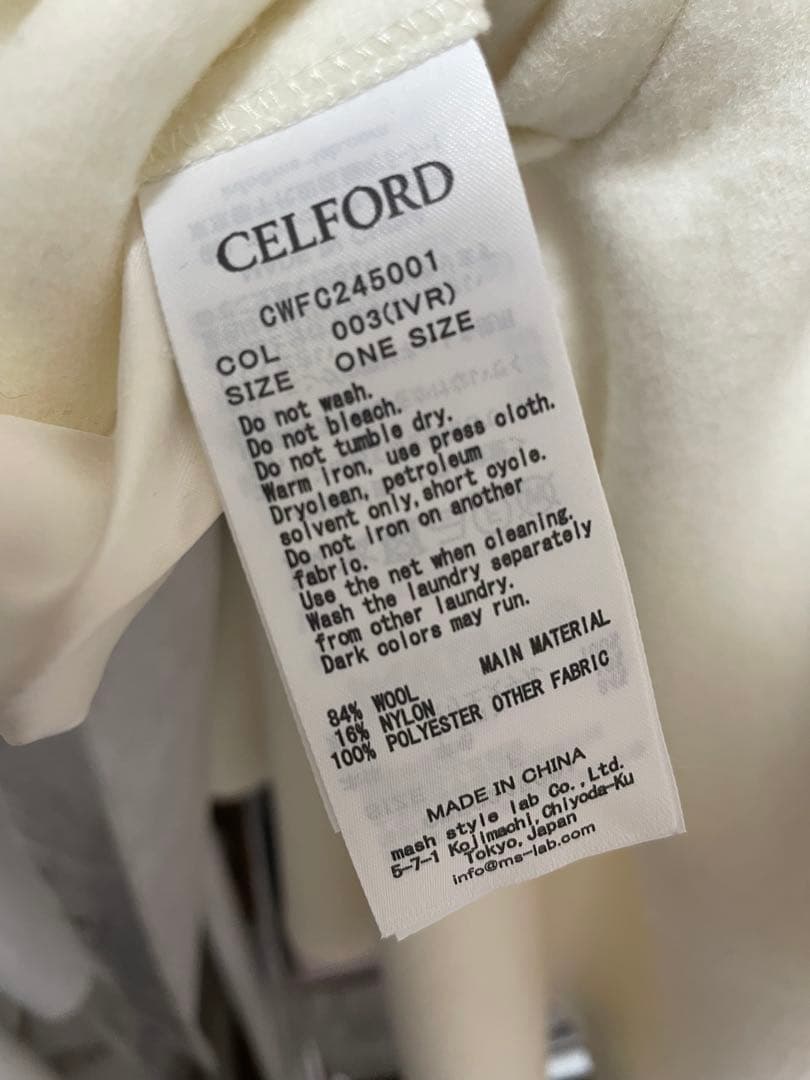 CELFORD
CWFC245001
COL 003(IVR)
SIZE ONE SIZE
Do not wash.
Do not bleach.
Do not tumble dry.
Warm iron, use press cloth.
Dryclean, petroleum
solvent only,short cycle.
Do not iron on another
fabric.
Use the net when cleaning.
Wash the laundry separately
from other laundry.
Dark colors may run.
MAIN MATERIAL
84% WOOL
16% NYLON
100% POLYESTER OTHER FABRIC
MADE IN CHINA
mash style lab Co.,Ltd.
5-7-1 Kojimachi,Chiyoda-Ku
Tokyo,Japan
info@ms-lab.com